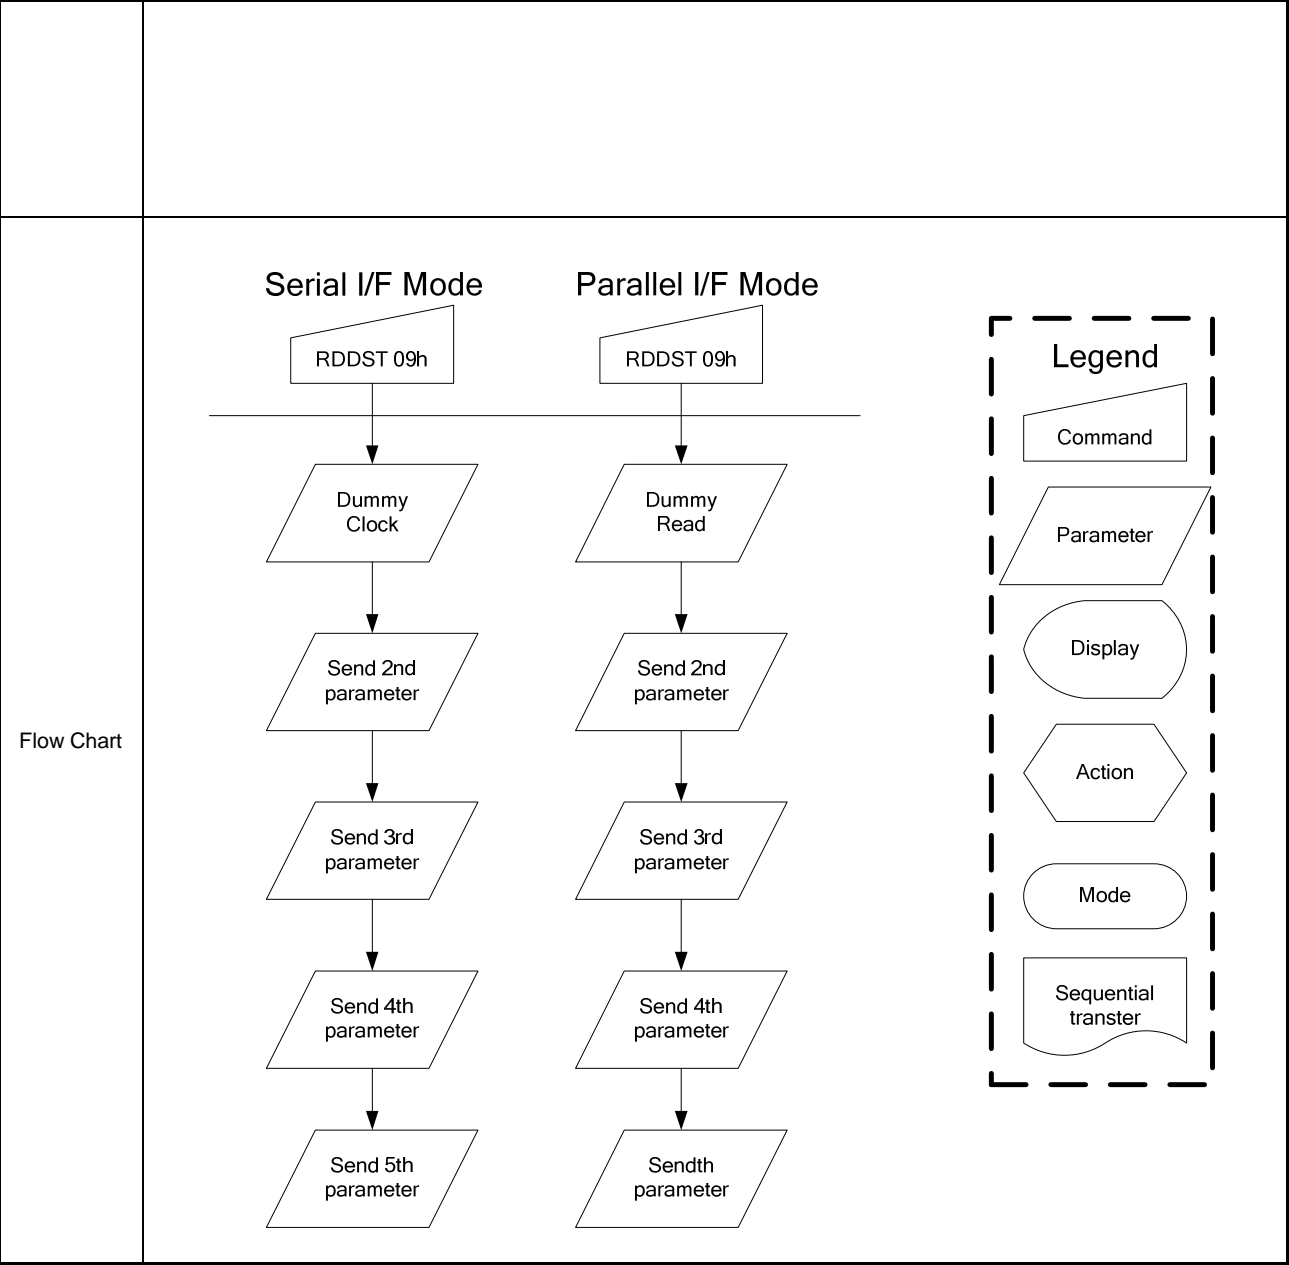 Flow Chart
Serial I/F Mode
RDDST 09h
Dummy
Clock
Send 2nd
parameter
Send 3rd
parameter
Send 4th
parameter
Send 5th
parameter
Parallel I/F Mode
RDDST 09h
Dummy
Read
Send 2nd
parameter
Send 3rd
parameter
Send 4th
parameter
Sendth
parameter
Legend
Command
Parameter
Display
Action
Mode
Sequential
transter